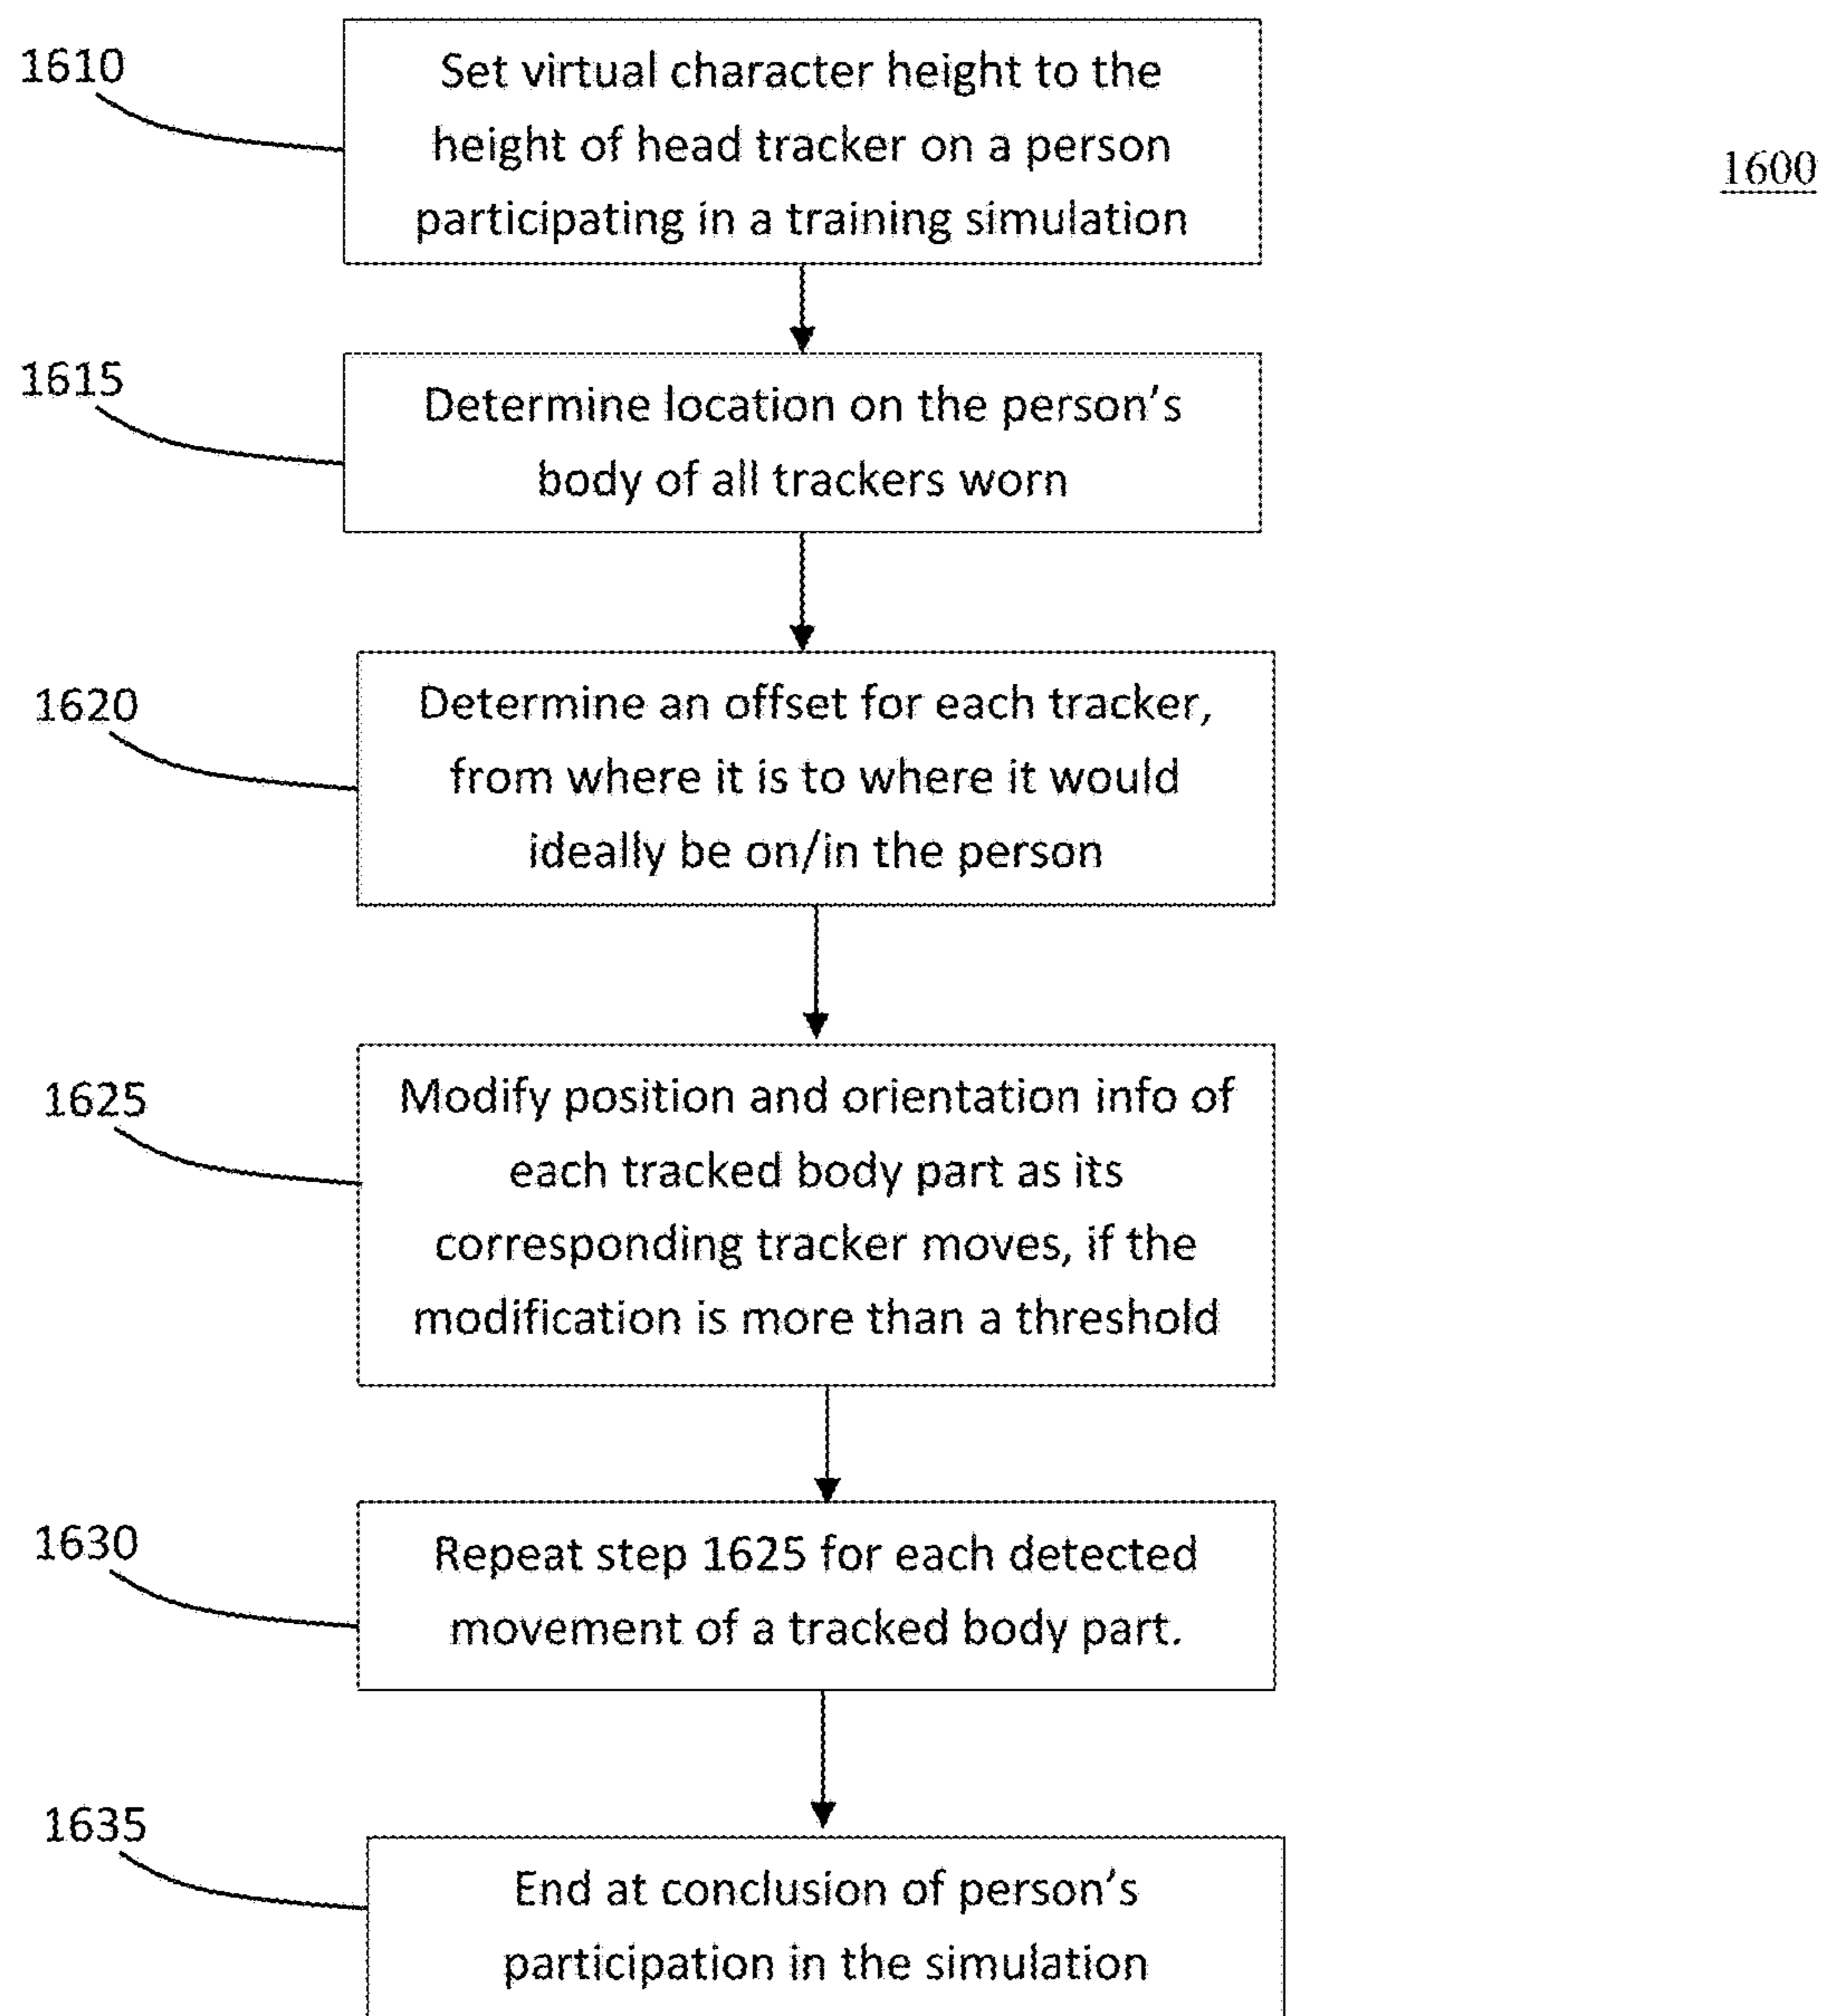 1610
Set virtual character height to the
height of head tracker on a person
participating in a training simulation
1600
1615
Determine location on the person's
body of all trackers worn
1620
Determine an offset for each tracker,
from where it is to where it would
ideally be on/in the person
1625
Modify position and orientation info of
each tracked body part as its
corresponding tracker moves, if the
modification is more than a threshold
1630
Repeat step 1625 for each detected
movement of a tracked body part.
1635
End at conclusion of person's
participation in the simulation